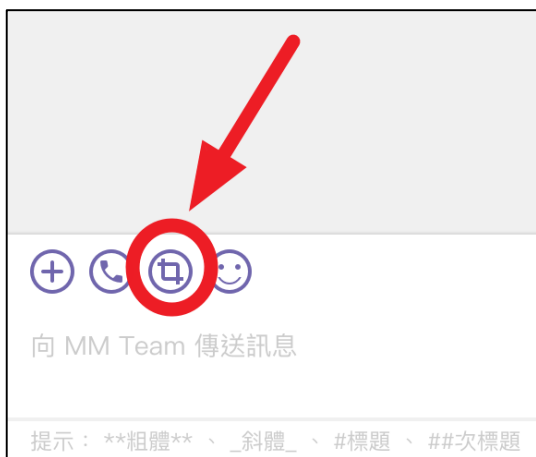 向 MM Team 傳送訊息
提示： **粗體** 、 _斜體_ 、 #標題 、 ##次標題